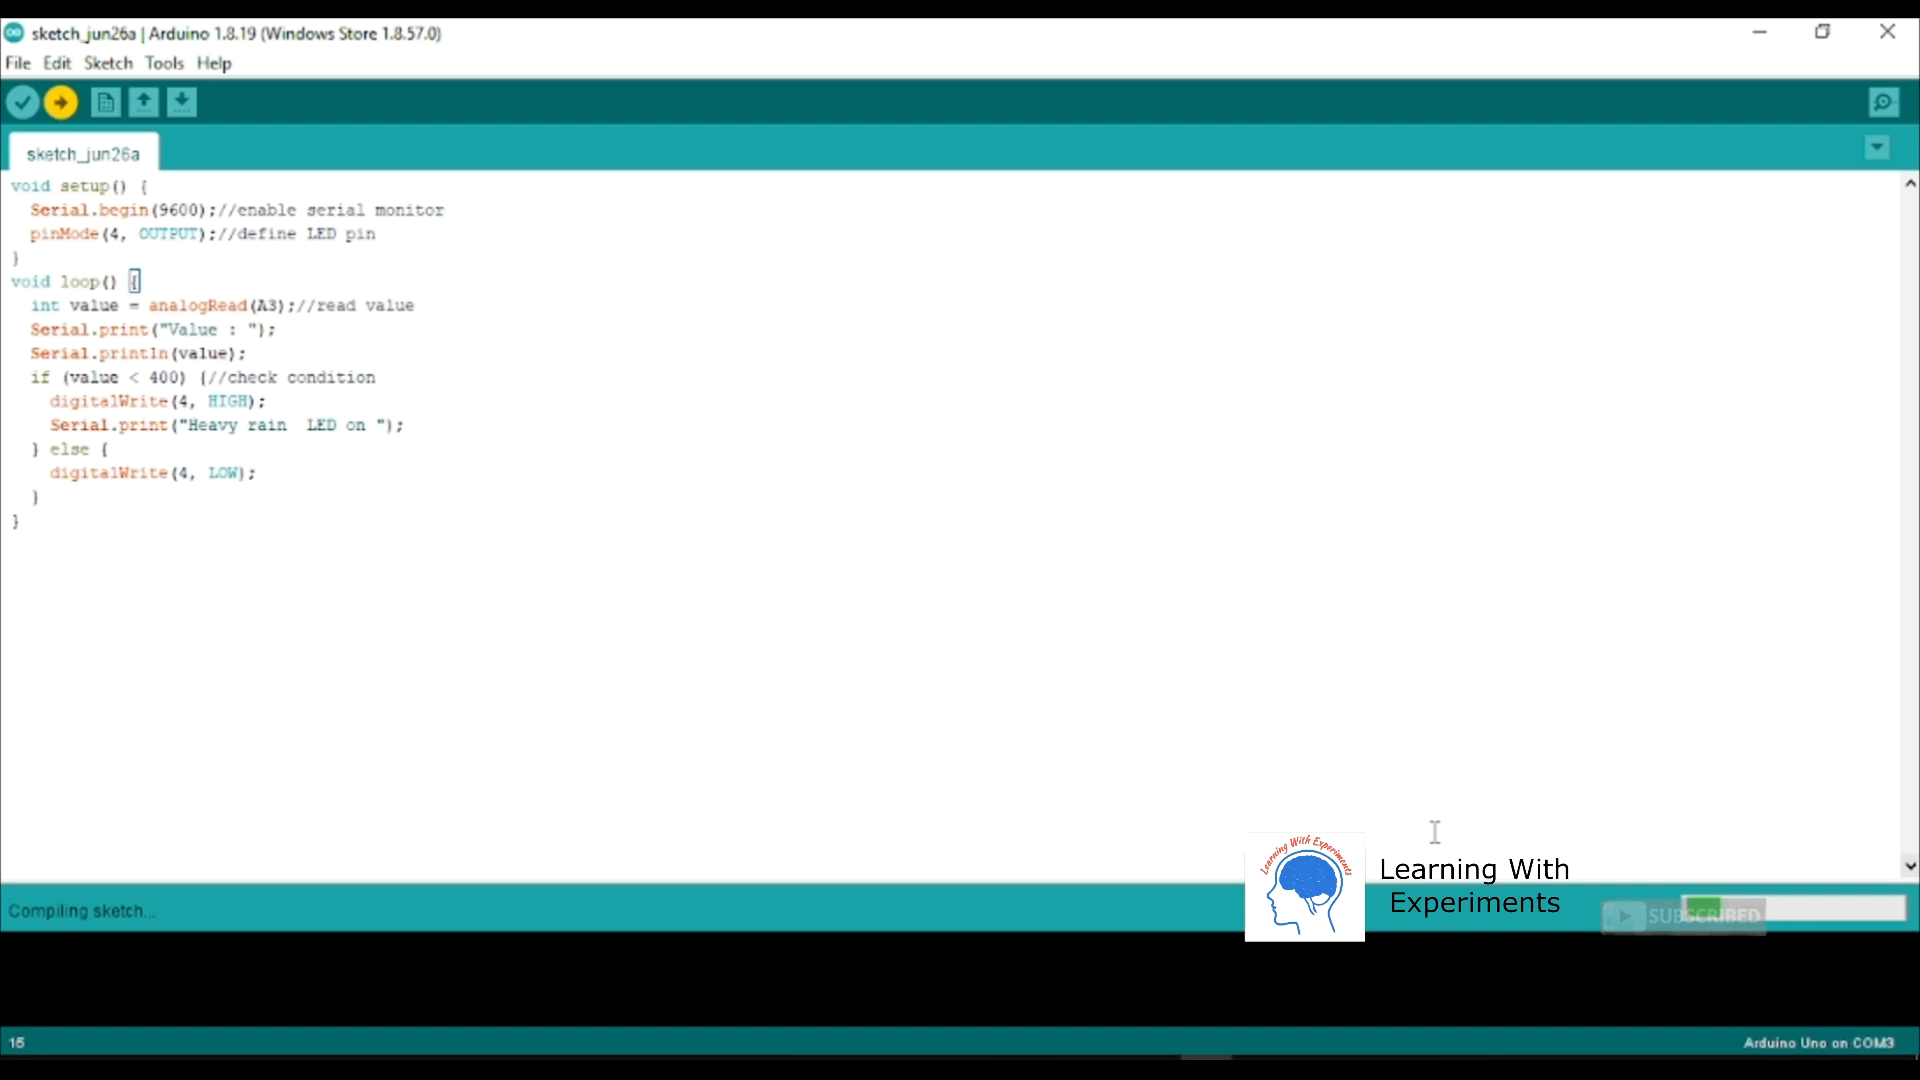 sketch_jun26a | Arduino 1.8.19 (Windows Store 1.8.57.0)
File Edit Sketch Tools Help
sketch_jun26a
void setup() {
  Serial.begin(9600);//enable serial monitor
  pinMode(4, OUTPUT);//define LED pin
}
void loop() {
  int value = analogRead(A3);//read value
  Serial.print("Value : ");
  Serial.println(value);
  if (value < 400) {//check condition
    digitalWrite(4, HIGH);
    Serial.print("Heavy rain  LED on ");
  } else {
    digitalWrite(4, LOW);
  }
}
Learning With Experiments
Learning With
Experiments
Compiling sketch...
SUBSCRIBED
15
Arduino Uno on COM3